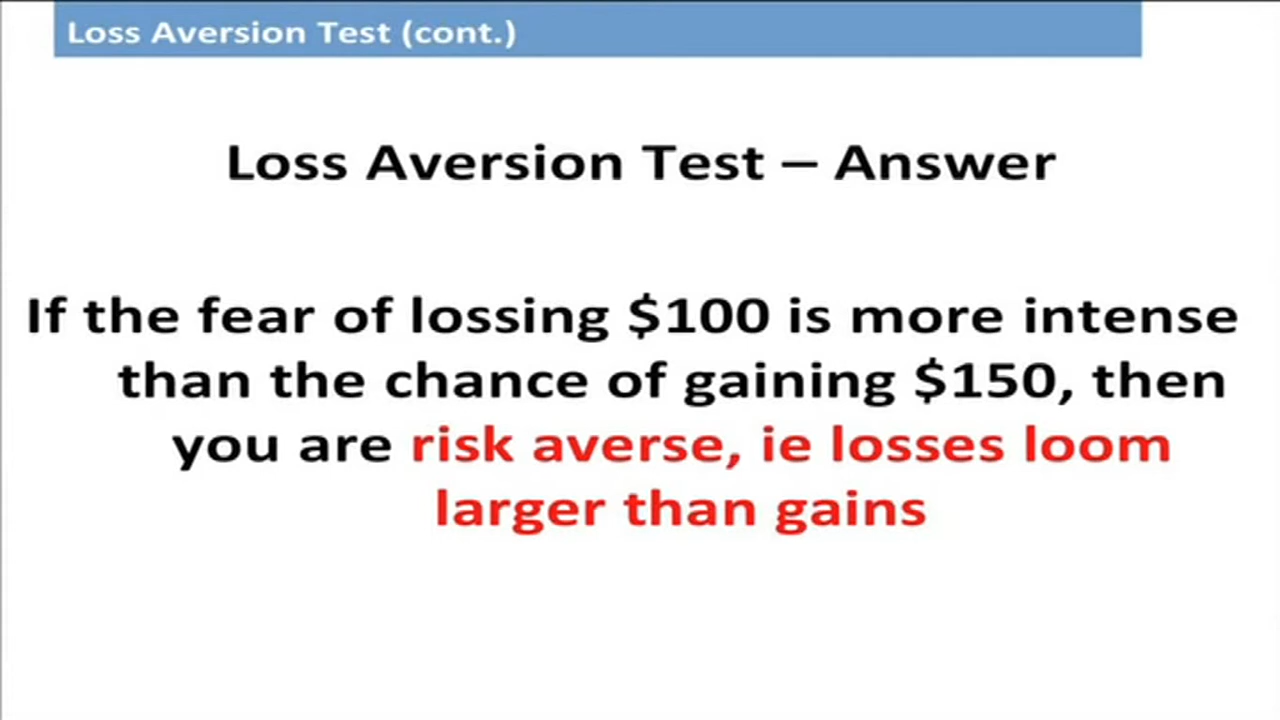 Loss Aversion Test (cont.)
Loss Aversion Test – Answer
If the fear of lossing $100 is more intense
than the chance of gaining $150, then
you are risk averse, ie losses loom
larger than gains